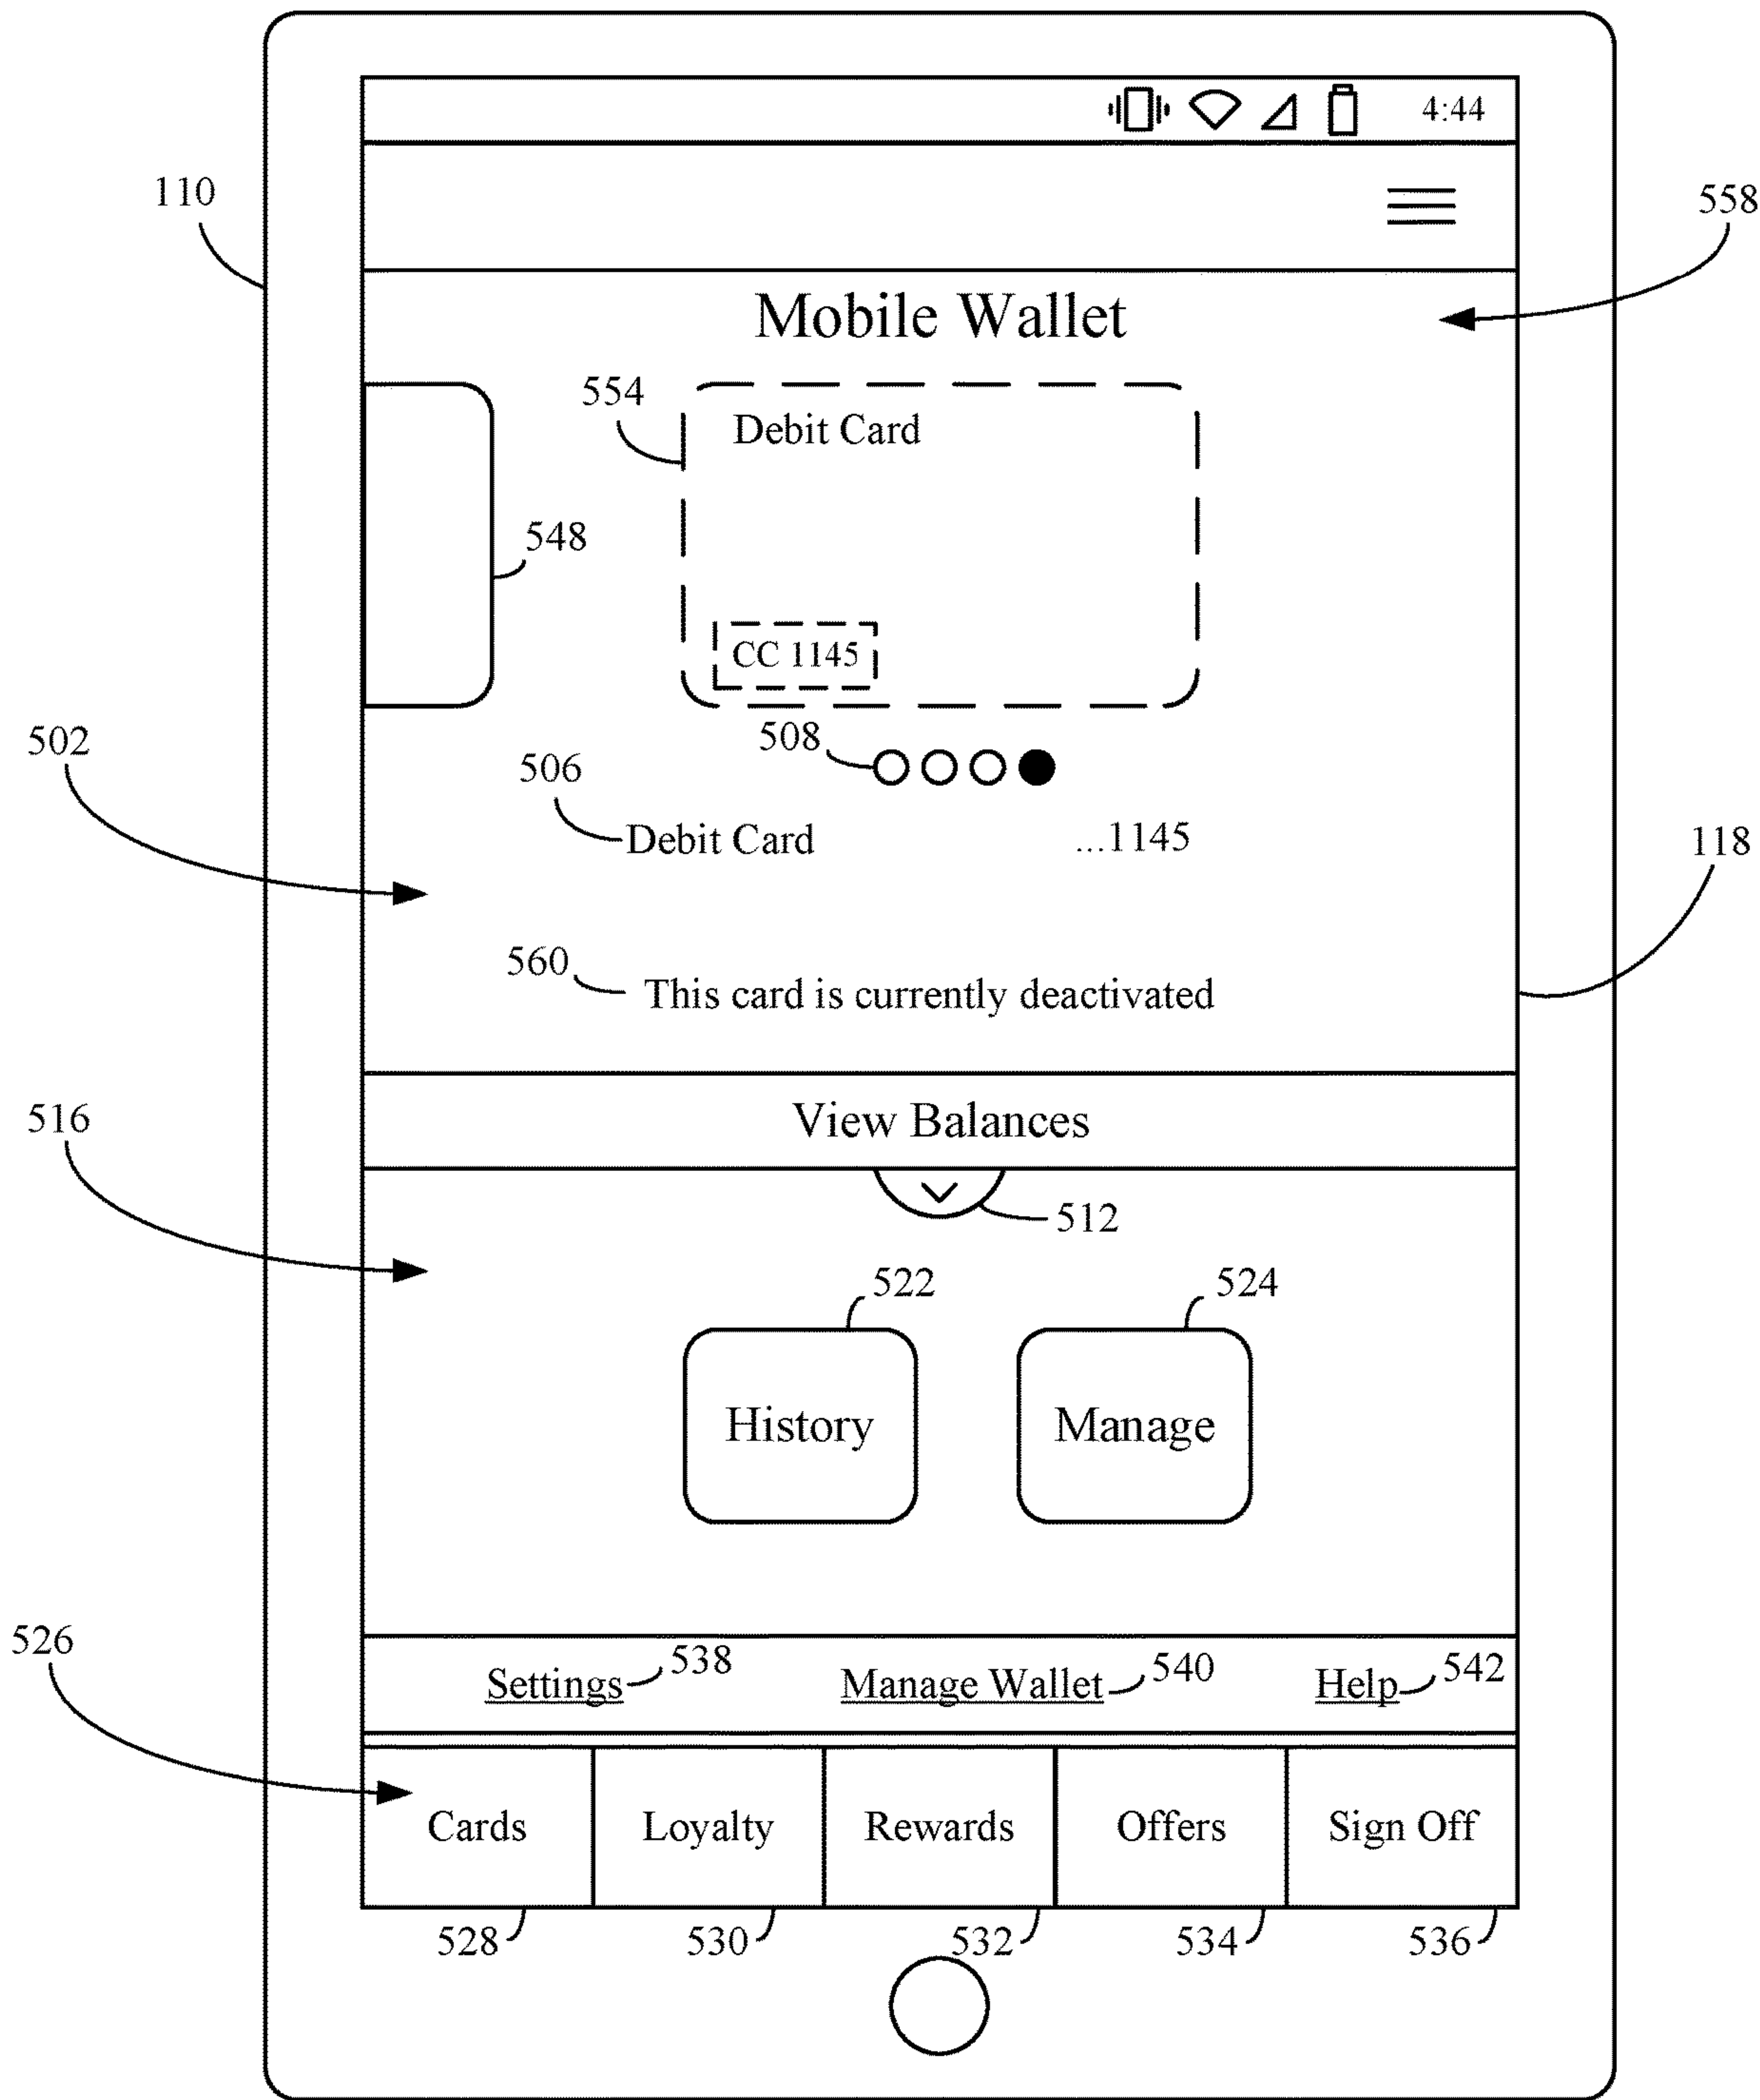 4:44
110
558
Mobile Wallet
554
Debit Card
548
CC 1145
502
508
506
Debit Card ...1145
118
560
This card is currently deactivated
516
View Balances
512
522 524
History Manage
526
Settings 538 Manage Wallet 540 Help 542
Cards Loyalty Rewards Offers Sign Off
528 530 532 534 536